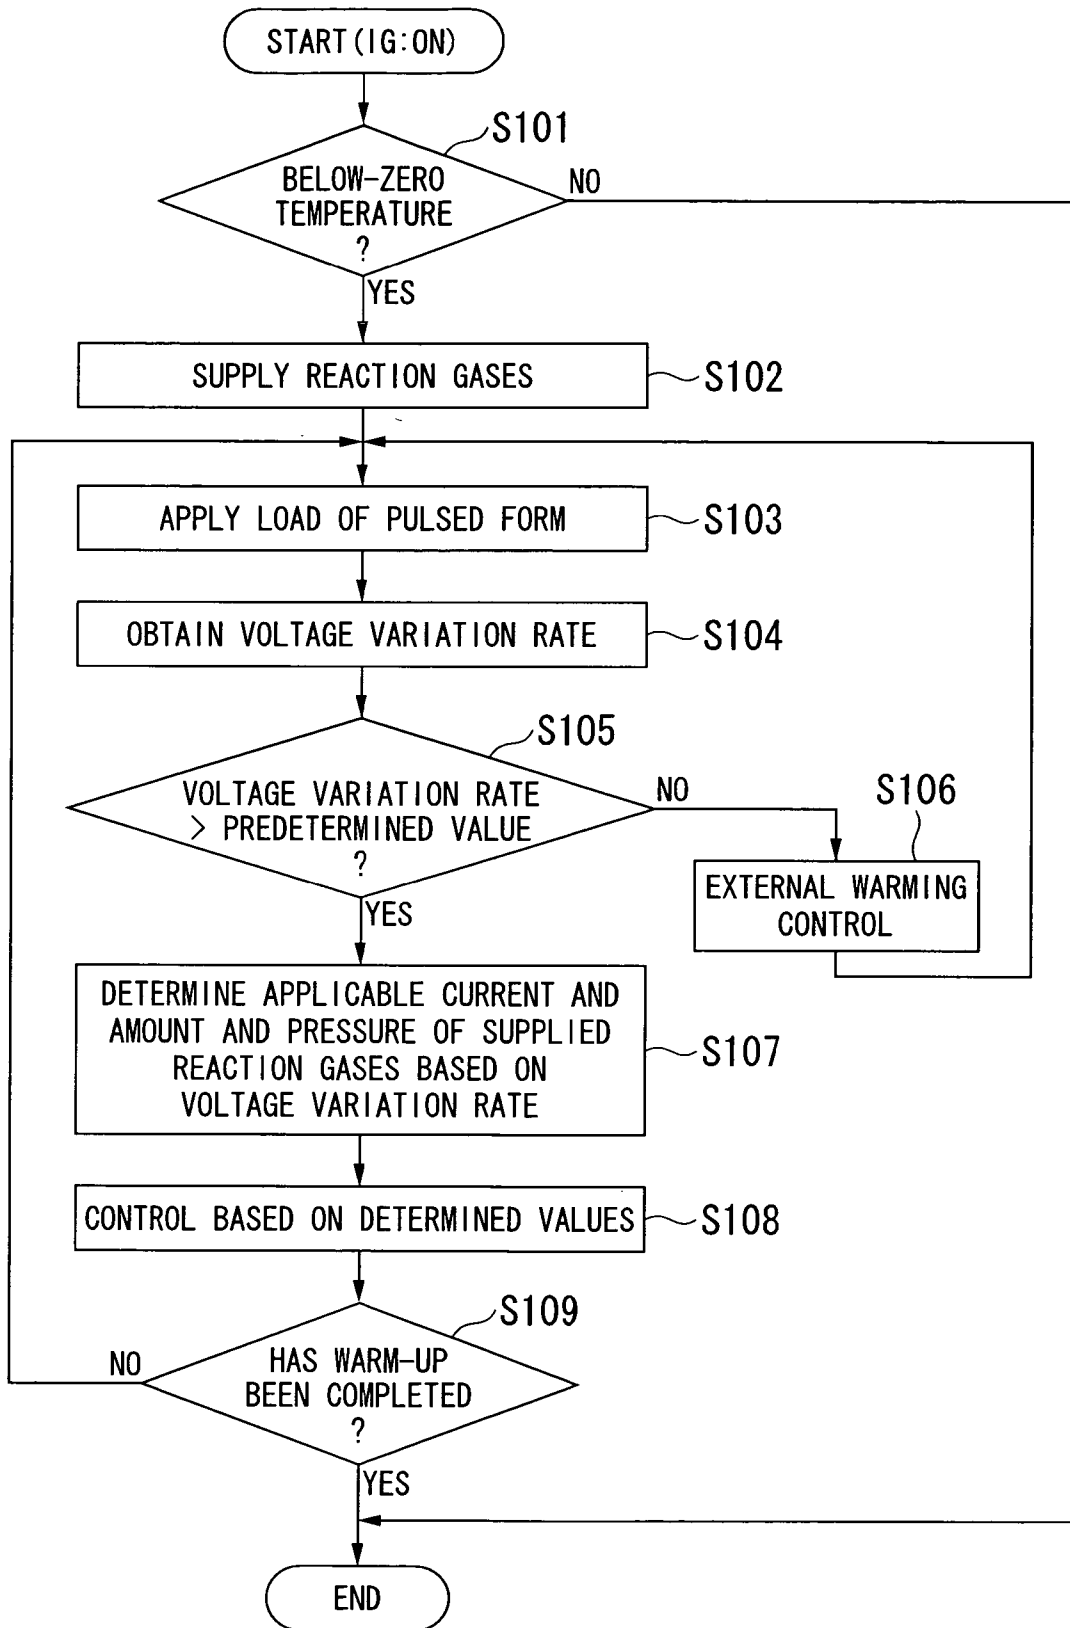 START(IG:ON)
S101
BELOW-ZERO
TEMPERATURE
?
NO
YES
SUPPLY REACTION GASES
S102
APPLY LOAD OF PULSED FORM
S103
OBTAIN VOLTAGE VARIATION RATE
S104
S105
VOLTAGE VARIATION RATE
> PREDETERMINED VALUE
?
NO
S106
EXTERNAL WARMING
CONTROL
YES
DETERMINE APPLICABLE CURRENT AND
AMOUNT AND PRESSURE OF SUPPLIED
REACTION GASES BASED ON
VOLTAGE VARIATION RATE
S107
CONTROL BASED ON DETERMINED VALUES
S108
S109
HAS WARM-UP
BEEN COMPLETED
?
NO
YES
END